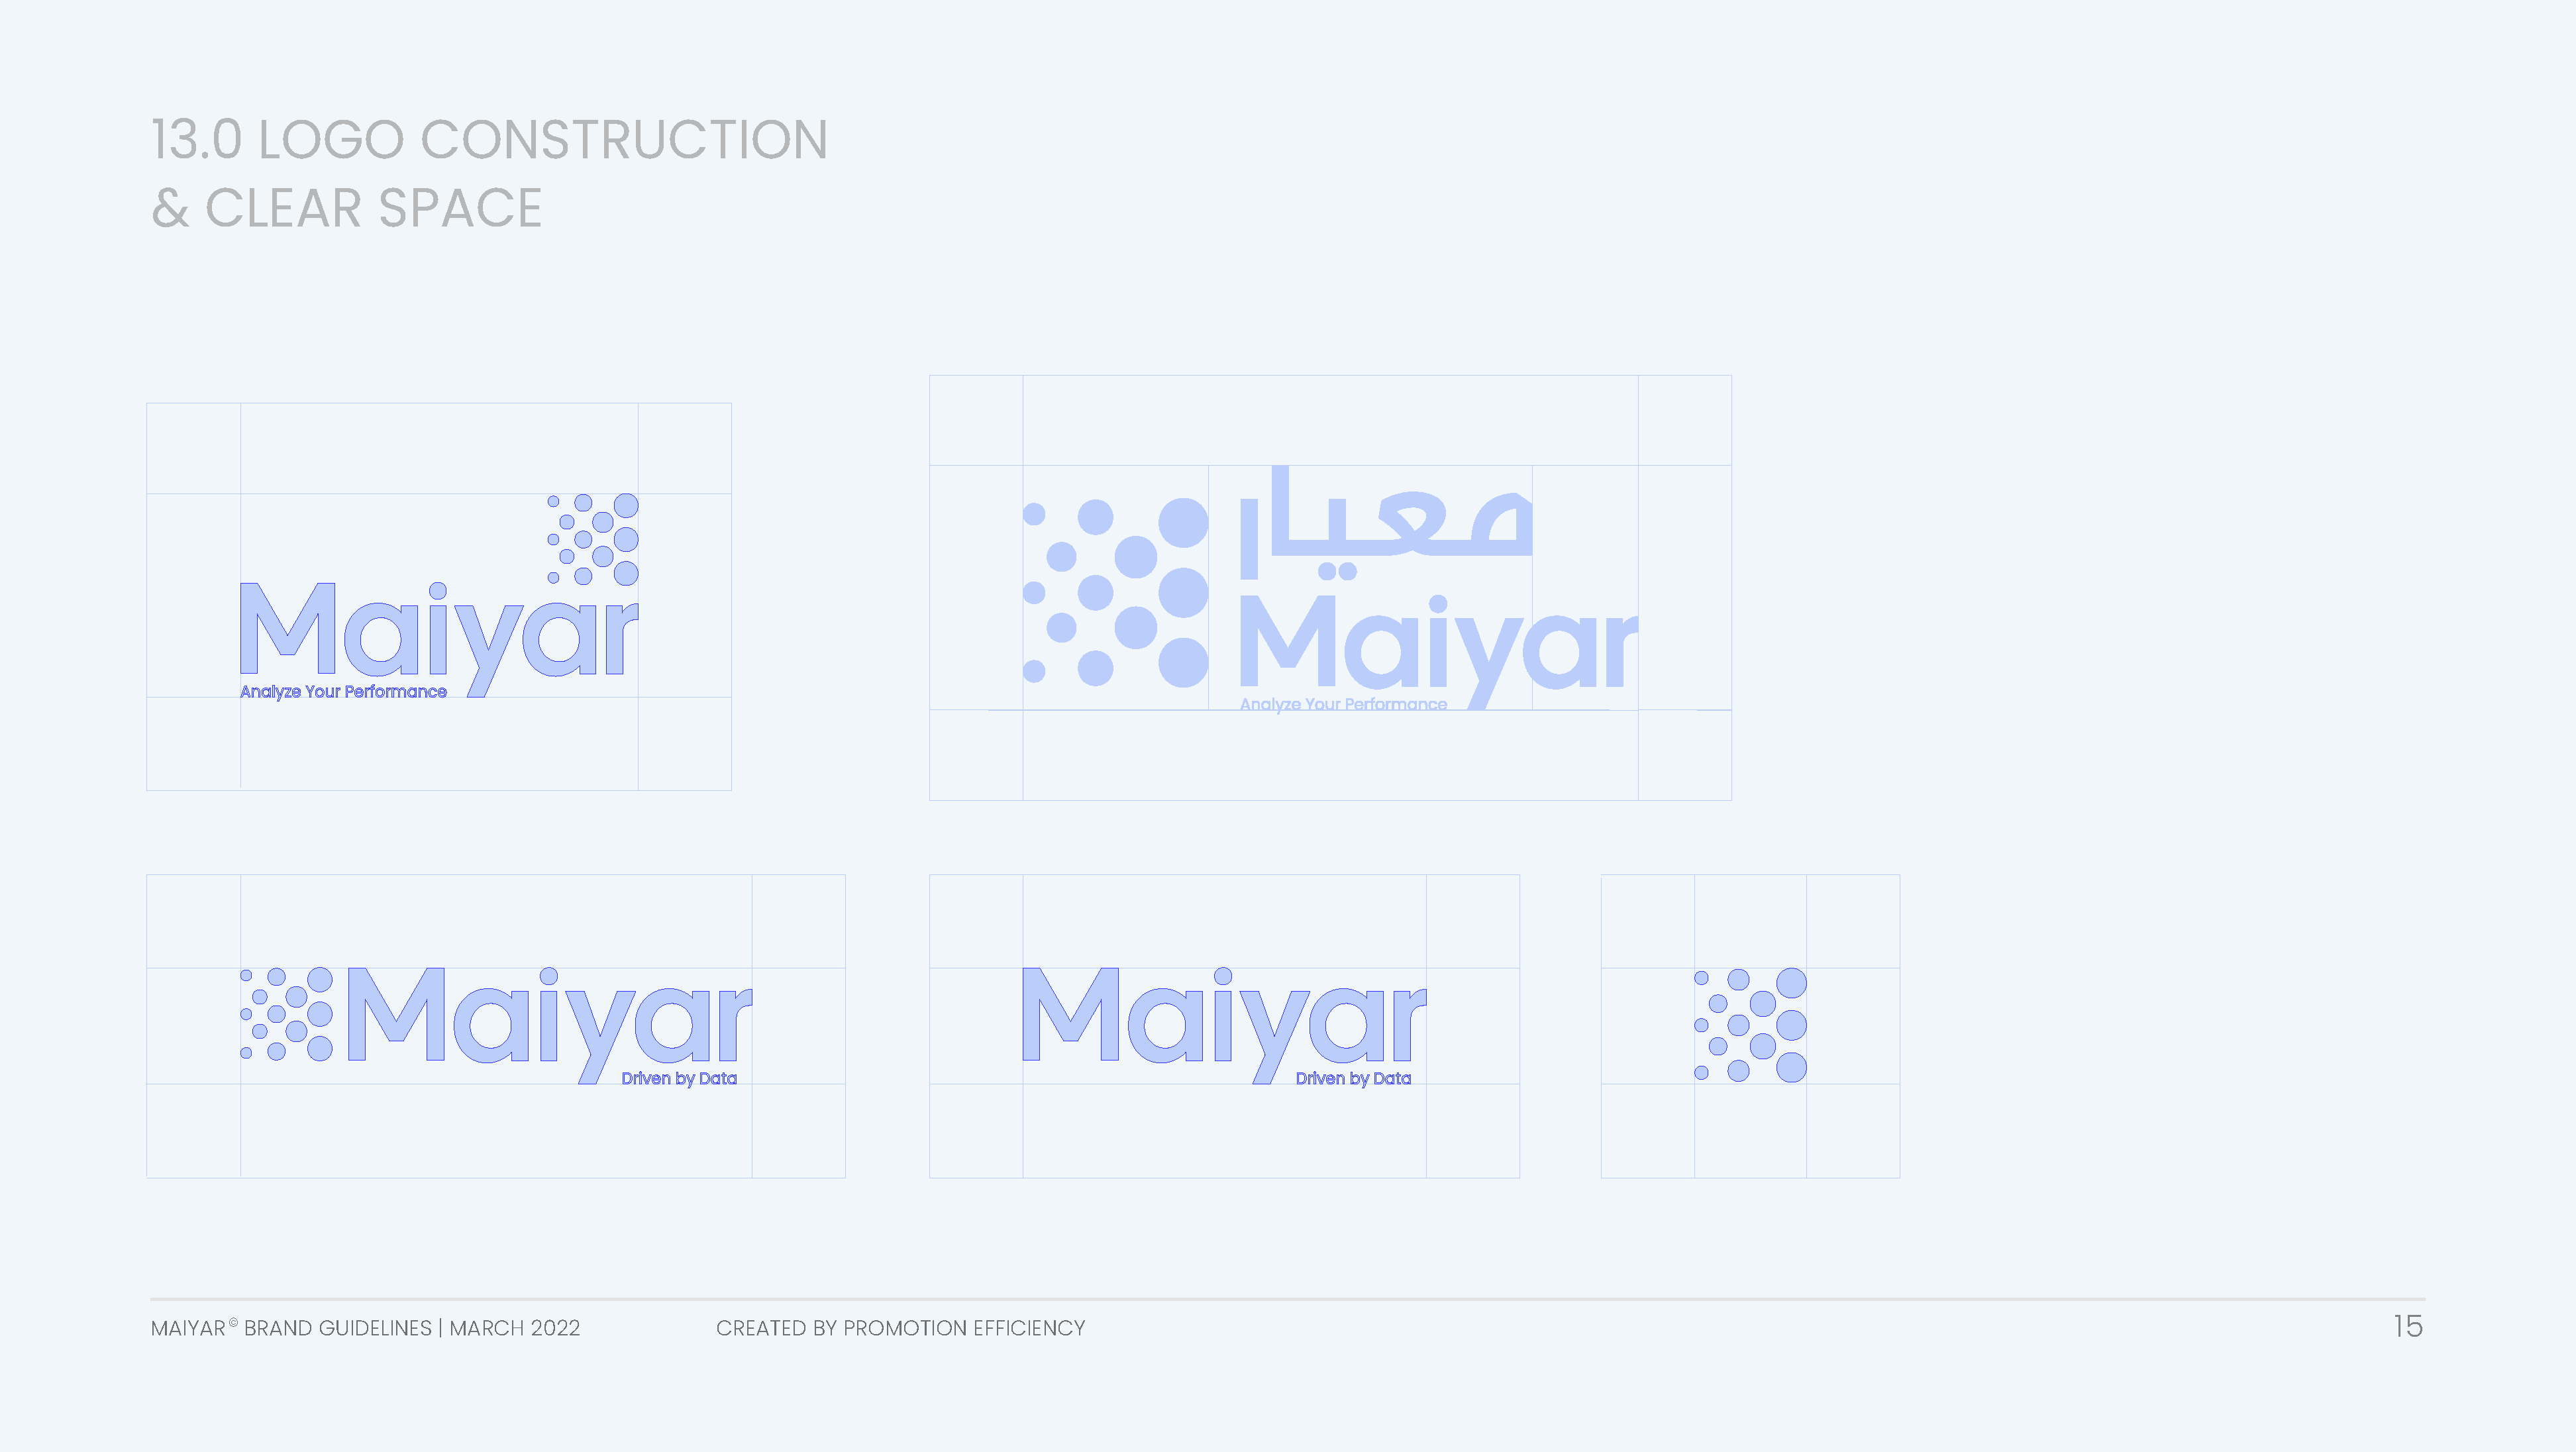 13.0 LOGO CONSTRUCTION
& CLEAR SPACE
Maiyar
Analyze Your Performance
معيار
Maiyar
Analyze Your Performance
Maiyar
Driven by Data
Maiyar
Driven by Data
MAIYAR© BRAND GUIDELINES | MARCH 2022
CREATED BY PROMOTION EFFICIENCY
15